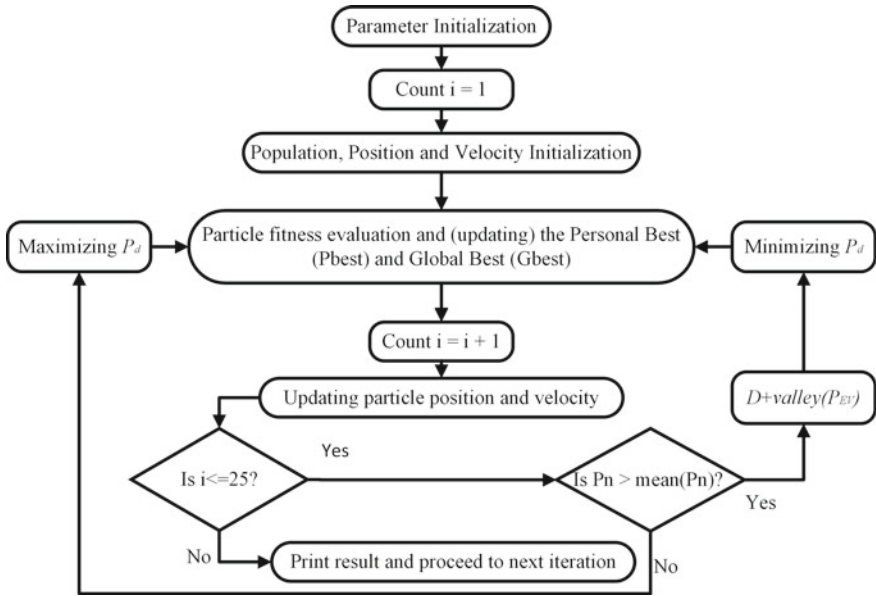 Parameter Initialization
Count i = 1
Population, Position and Velocity Initialization
Maximizing Pd
Particle fitness evaluation and (updating) the Personal Best
(Pbest) and Global Best (Gbest)
Minimizing Pd
Count i = i + 1
Updating particle position and velocity
D+valley(PEV)
Is i<=25?
Yes
Is Pn > mean(Pn)?
Yes
No
Print result and proceed to next iteration
No